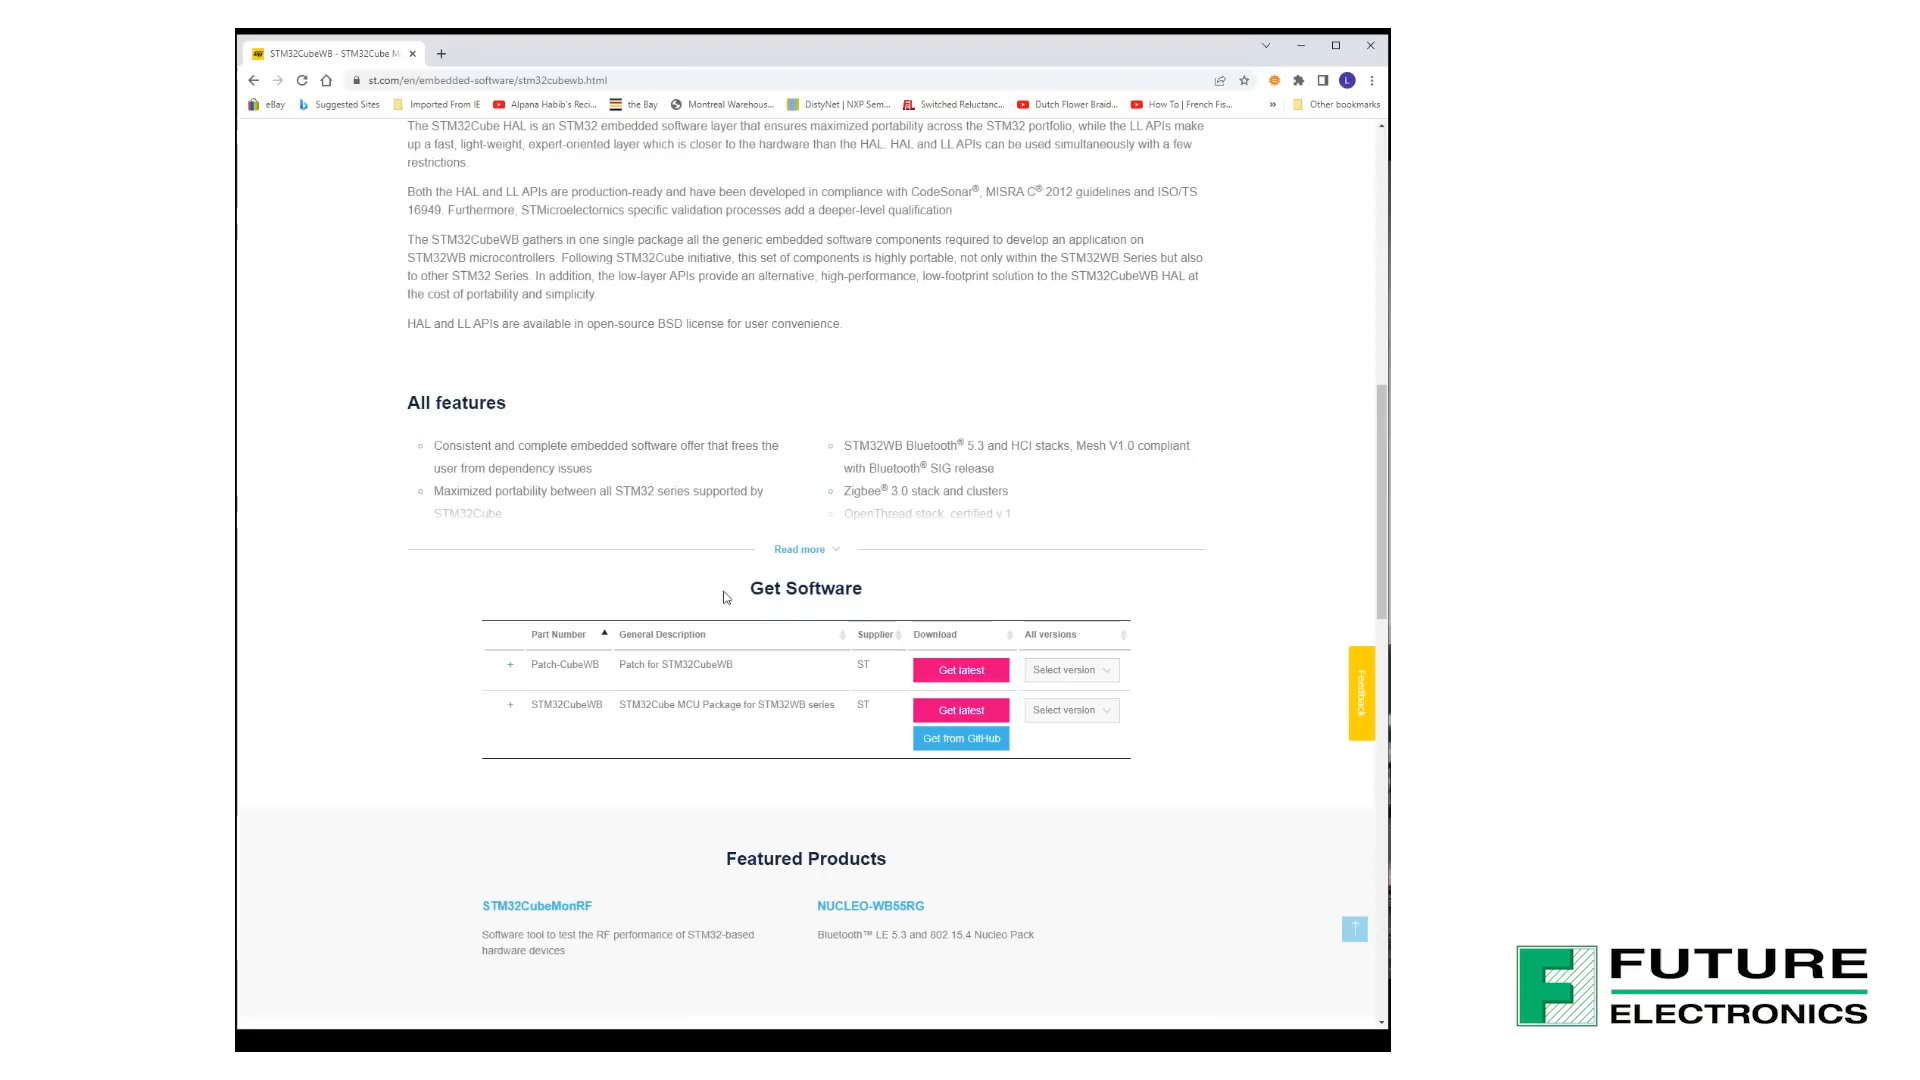 STM32CubeWB - STM32Cube M
st.com/en/embedded-software/stm32cubewb.html
L
eBay Suggested Sites Imported From IE Alpana Habib's Reci... the Bay Montreal Warehous... DistyNet | NXP Sem... Switched Reluctanc... Dutch Flower Braid... How To | French Fis... » Other bookmarks
The STM32Cube HAL is an STM32 embedded software layer that ensures maximized portability across the STM32 portfolio, while the LL APIs make
up a fast, light-weight, expert-oriented layer which is closer to the hardware than the HAL. HAL and LL APIs can be used simultaneously with a few
restrictions.
Both the HAL and LL APIs are production-ready and have been developed in compliance with CodeSonar®, MISRA C®:2012 guidelines and ISO/TS
16949. Furthermore, STMicroelectornics specific validation processes add a deeper-level qualification
The STM32CubeWB gathers in one single package all the generic embedded software components required to develop an application on
STM32WB microcontrollers. Following STM32Cube initiative, this set of components is highly portable, not only within the STM32WB Series but also
to other STM32 Series. In addition, the low-layer APIs provide an alternative, high-performance, low-footprint solution to the STM32CubeWB HAL at
the cost of portability and simplicity.
HAL and LL APIs are available in open-source BSD license for user convenience.
All features
Consistent and complete embedded software offer that frees the
user from dependency issues
Maximized portability between all STM32 series supported by
STM32Cube
STM32WB Bluetooth® 5.3 and HCI stacks, Mesh V1.0 compliant
with Bluetooth® SIG release
Zigbee® 3.0 stack and clusters
OpenThread stack, certified v 1
Read more
Get Software
Part Number General Description Supplier Download All versions
+ Patch-CubeWB Patch for STM32CubeWB ST Get latest Select version
+ STM32CubeWB STM32Cube MCU Package for STM32WB series ST Get latest Select version
Get from GitHub
Feedback
Featured Products
STM32CubeMonRF
Software tool to test the RF performance of STM32-based
hardware devices
NUCLEO-WB55RG
Bluetooth™ LE 5.3 and 802.15.4 Nucleo Pack
FUTURE
ELECTRONICS